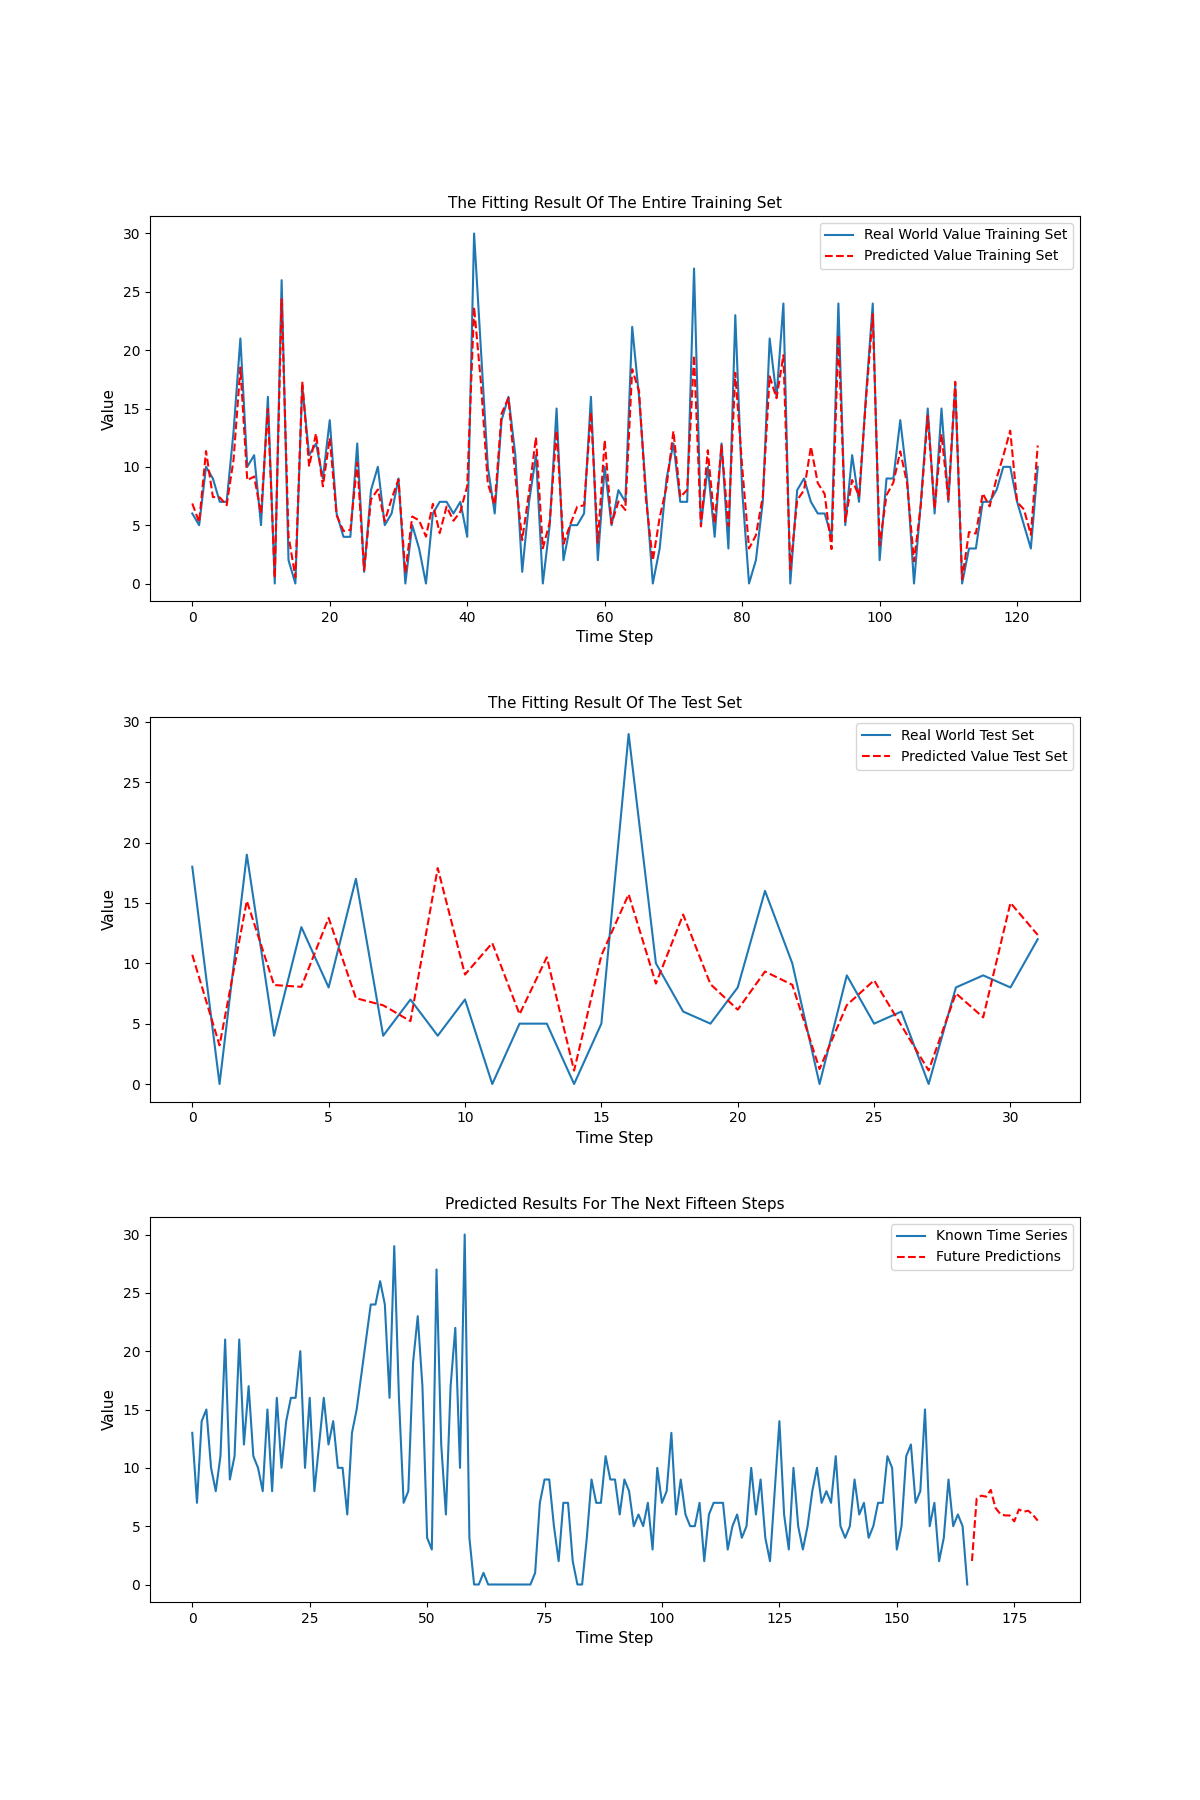 The Fitting Result Of The Entire Training Set
30
25
20
15
10
5
0
Value
Real World Value Training Set
Predicted Value Training Set
0 20 40 60 80 100 120
Time Step
The Fitting Result Of The Test Set
30
25
20
15
10
5
0
Value
Real World Test Set
Predicted Value Test Set
0 5 10 15 20 25 30
Time Step
Predicted Results For The Next Fifteen Steps
30
25
20
15
10
5
0
Value
Known Time Series
Future Predictions
0 25 50 75 100 125 150 175
Time Step